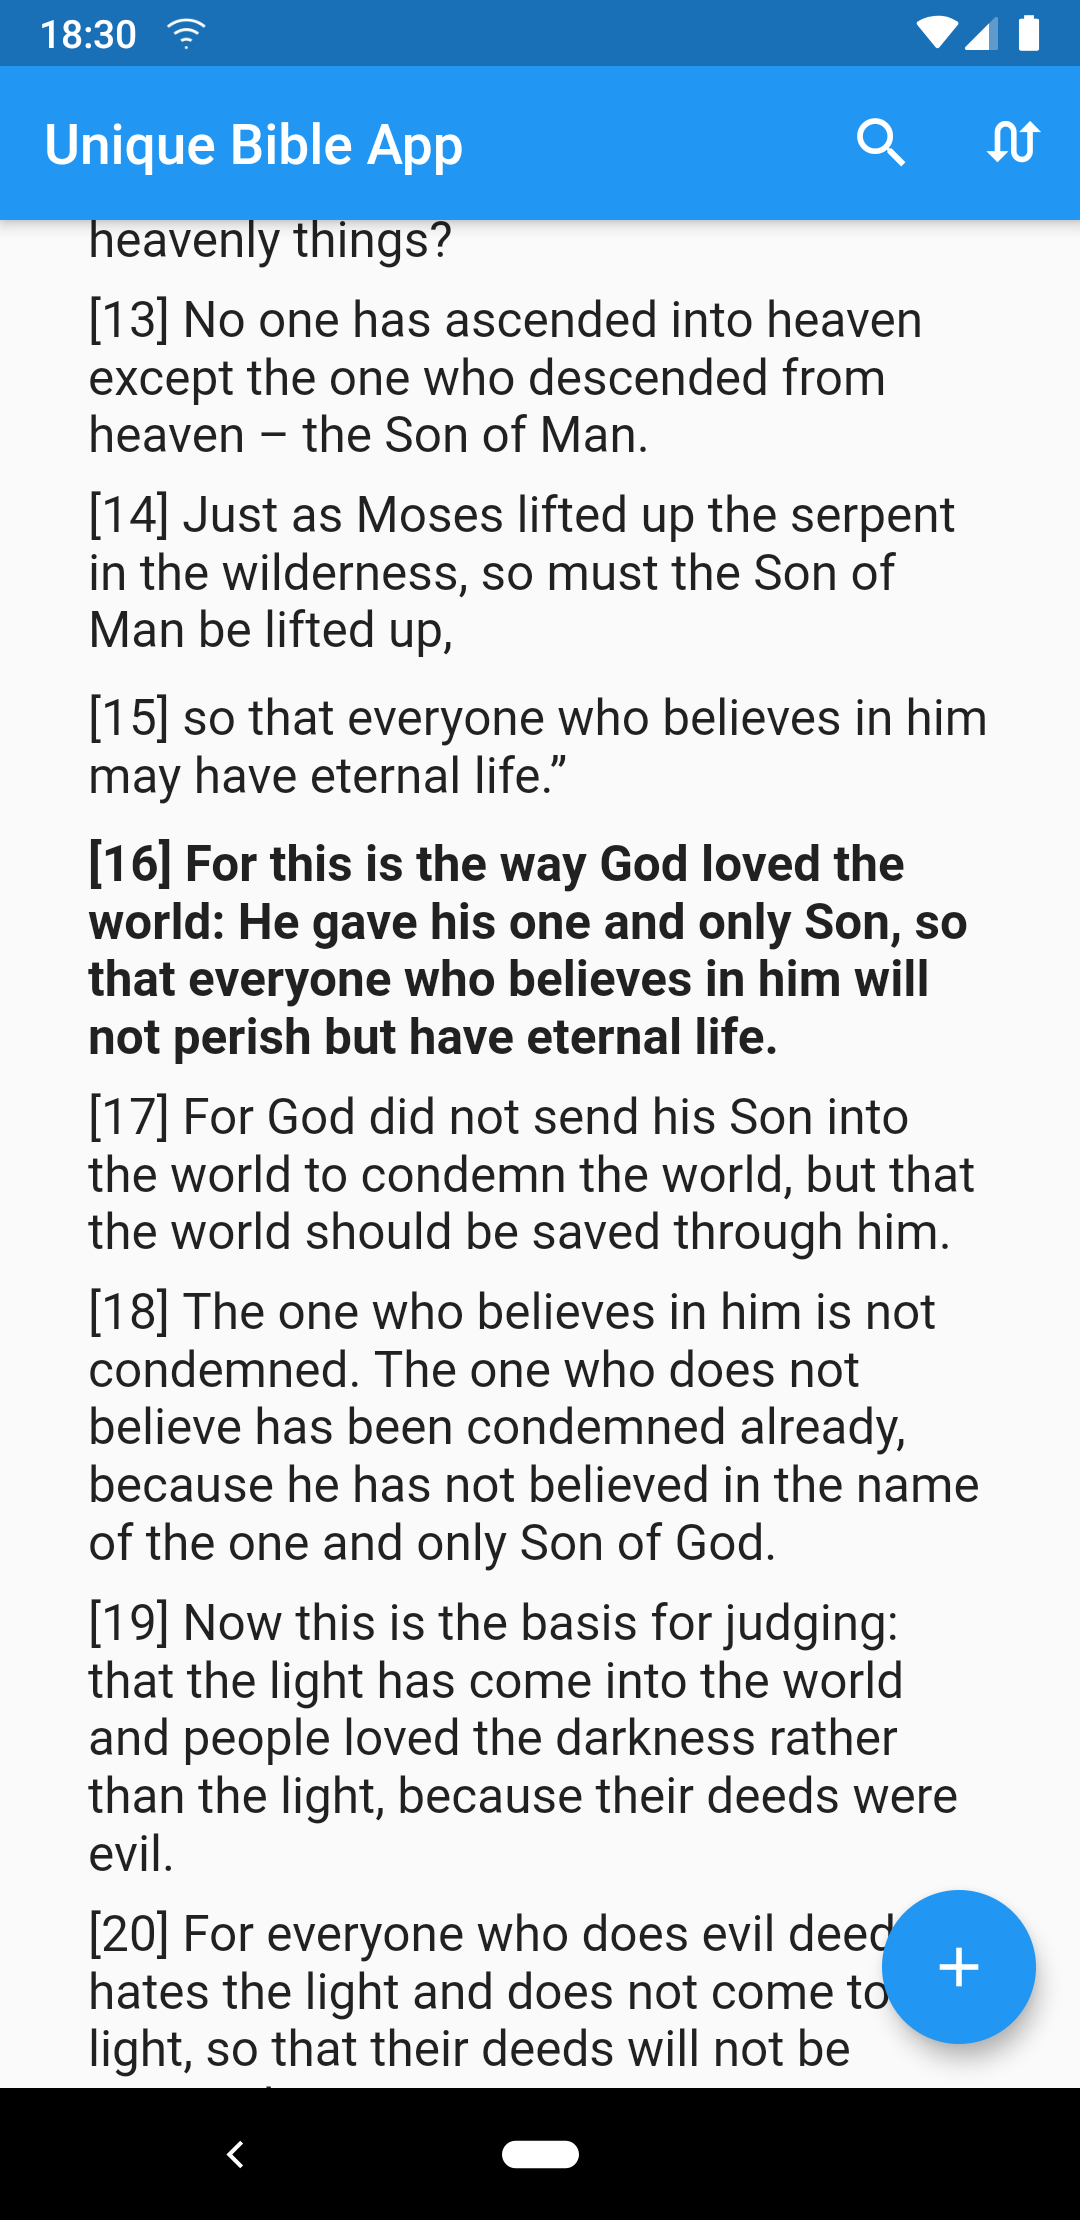 18:30
Unique Bible App
heavenly things?
[13] No one has ascended into heaven
except the one who descended from
heaven – the Son of Man.
[14] Just as Moses lifted up the serpent
in the wilderness, so must the Son of
Man be lifted up,
[15] so that everyone who believes in him
may have eternal life.”
[16] For this is the way God loved the
world: He gave his one and only Son, so
that everyone who believes in him will
not perish but have eternal life.
[17] For God did not send his Son into
the world to condemn the world, but that
the world should be saved through him.
[18] The one who believes in him is not
condemned. The one who does not
believe has been condemned already,
because he has not believed in the name
of the one and only Son of God.
[19] Now this is the basis for judging:
that the light has come into the world
and people loved the darkness rather
than the light, because their deeds were
evil.
[20] For everyone who does evil deed
hates the light and does not come to
light, so that their deeds will not be